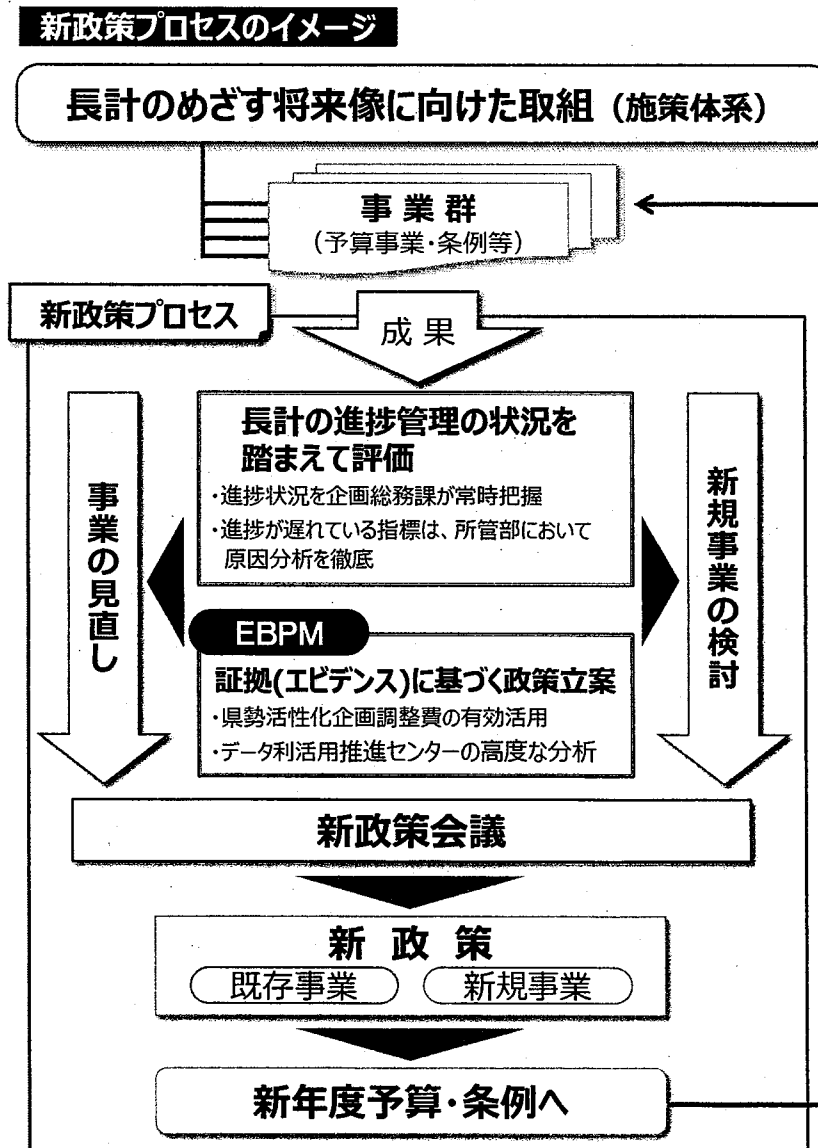 新政策プロセスのイメージ
長計のめざす将来像に向けた取組（施策体系）
事業群
（予算事業・条例等）
新政策プロセス
成果
長計の進捗管理の状況を
踏まえて評価
・進捗状況を企画総務課が常時把握
・進捗が遅れている指標は、所管部において
原因分析を徹底
事業の見直し
新規事業の検討
EBPM
証拠(エビデンス)に基づく政策立案
・県勢活性化企画調整費の有効活用
・データ利活用推進センターの高度な分析
新政策会議
新政策
既存事業
新規事業
新年度予算・条例へ